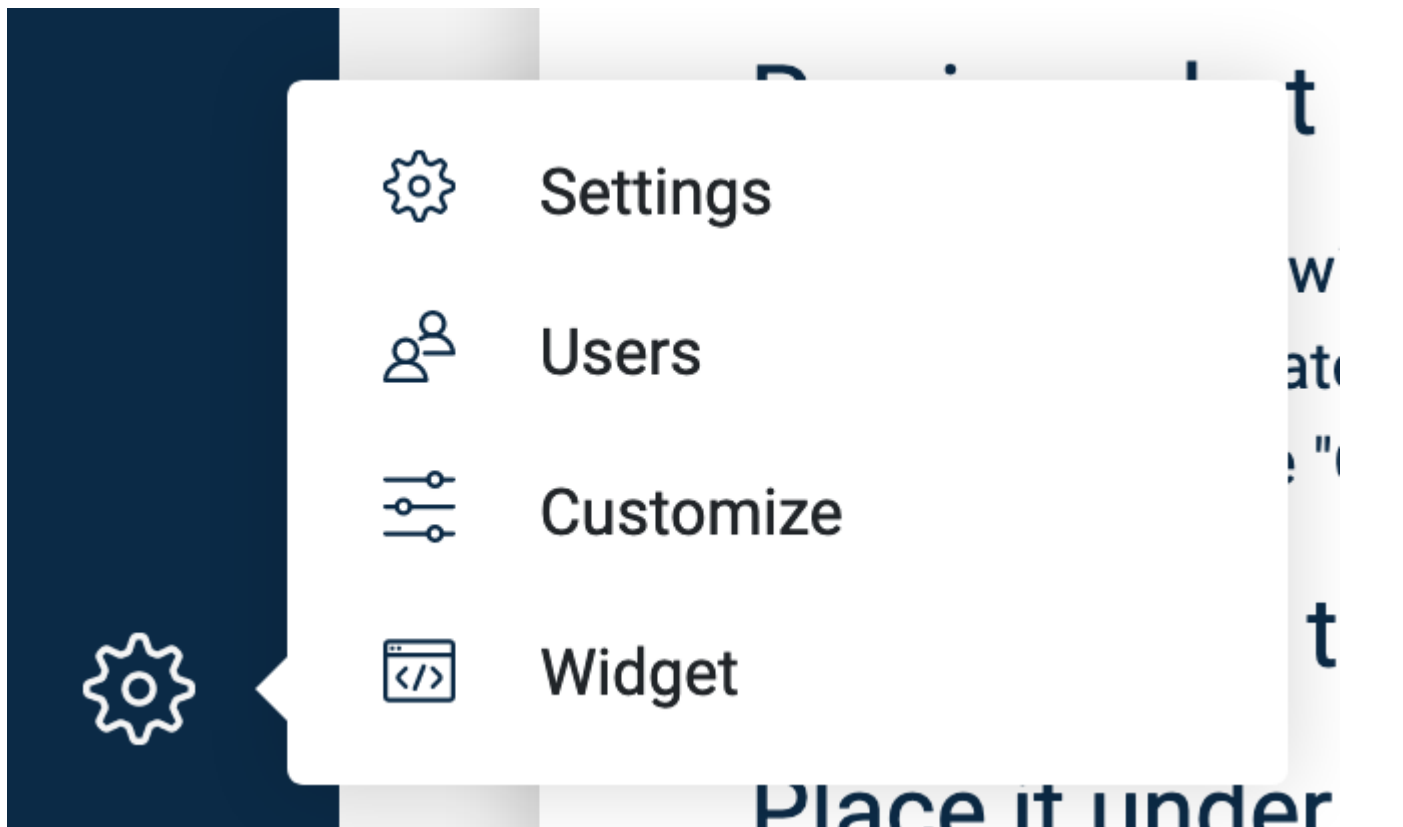 t
Settings
w
Users
Customize
t
Widget
Place it under